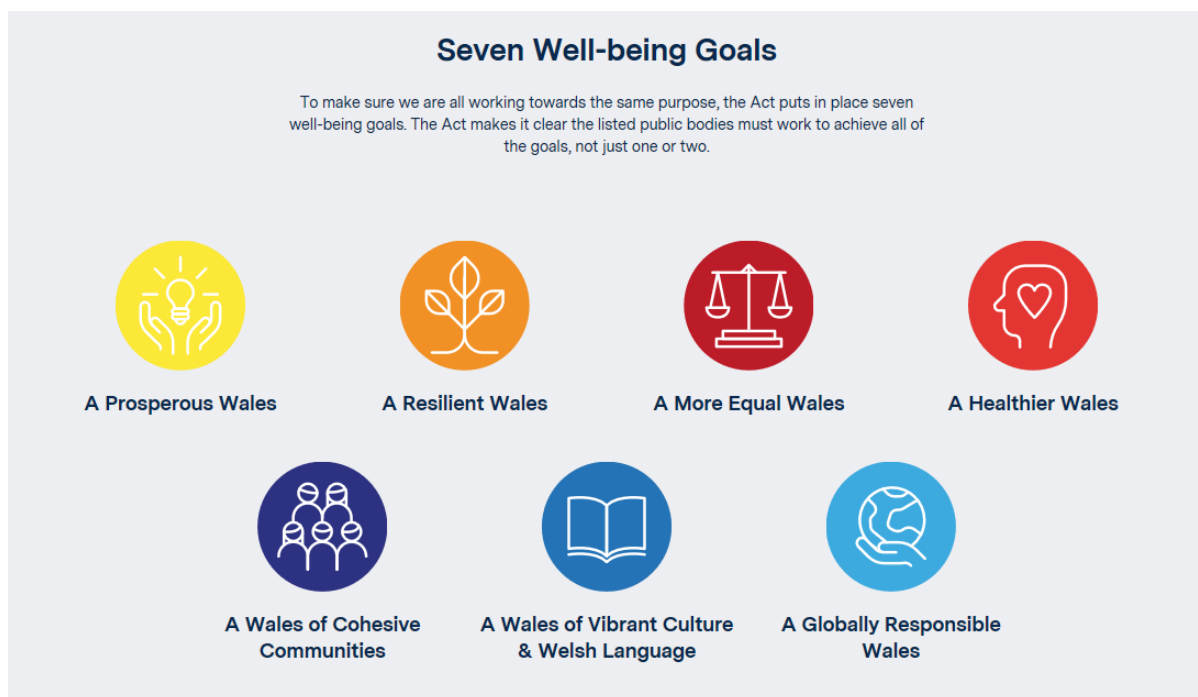 Seven Well-being Goals
To make sure we are all working towards the same purpose, the Act puts in place seven
well-being goals. The Act makes it clear the listed public bodies must work to achieve all of
the goals, not just one or two.
A Prosperous Wales
A Resilient Wales
A More Equal Wales
A Healthier Wales
A Wales of Cohesive
Communities
A Wales of Vibrant Culture
& Welsh Language
A Globally Responsible
Wales